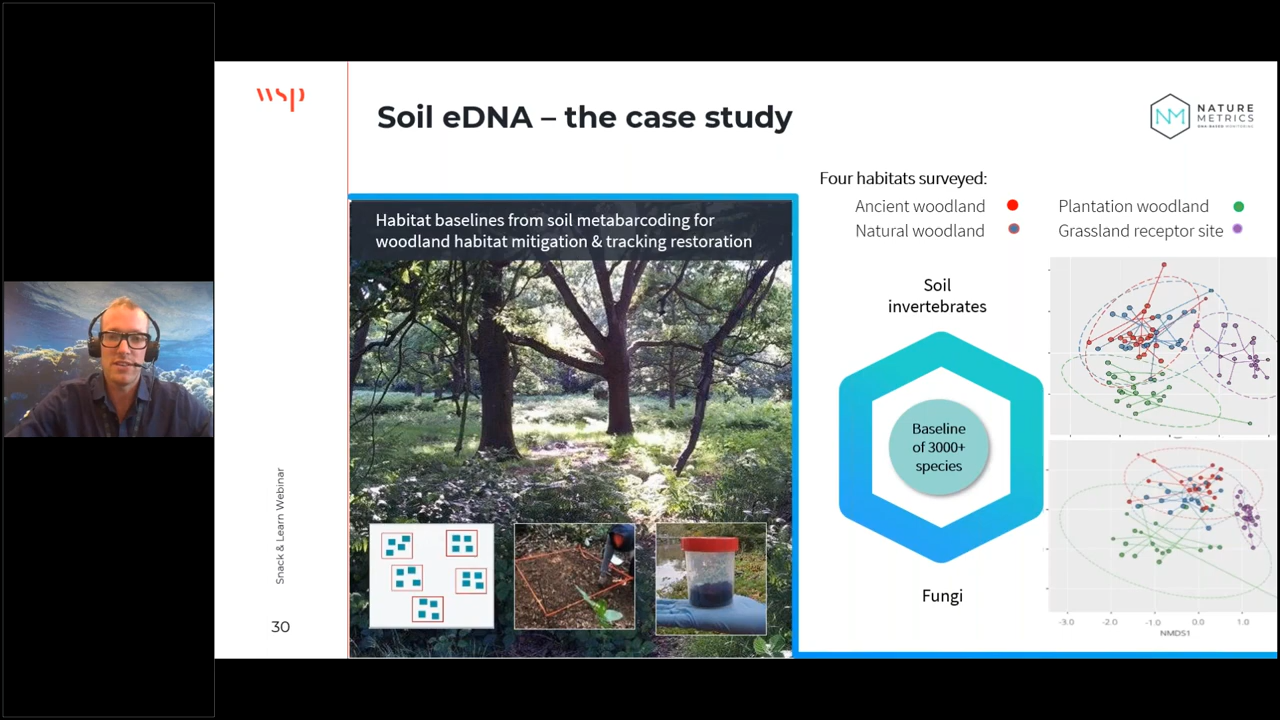 wsp
Soil eDNA – the case study
NATURE
METRICS
Four habitats surveyed:
Ancient woodland
Plantation woodland
Natural woodland
Grassland receptor site
Habitat baselines from soil metabarcoding for
woodland habitat mitigation & tracking restoration
Soil
invertebrates
Baseline
of 3000+
species
Fungi
Snack & Learn Webinar
30
-3.0 -2.0 -1.0 0.0 1.0
NMDS1